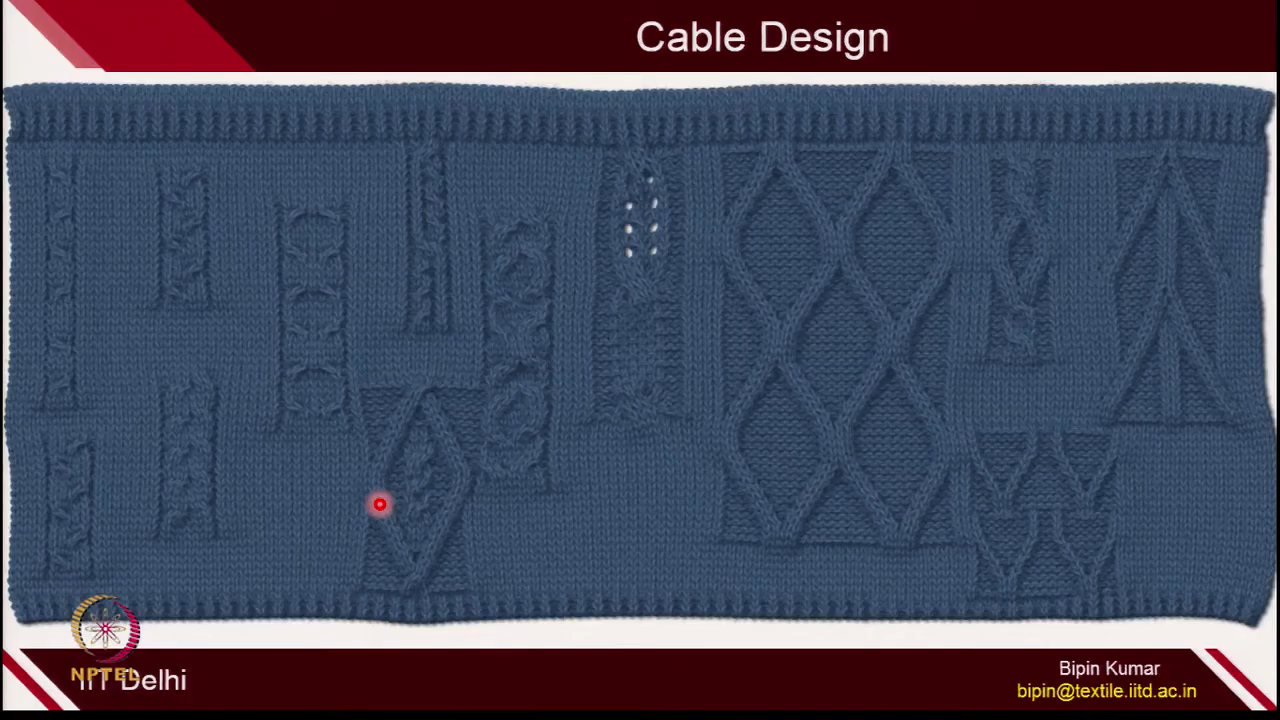 Cable Design
NPTEL
IIT Delhi
Bipin Kumar
bipin@textile.iitd.ac.in